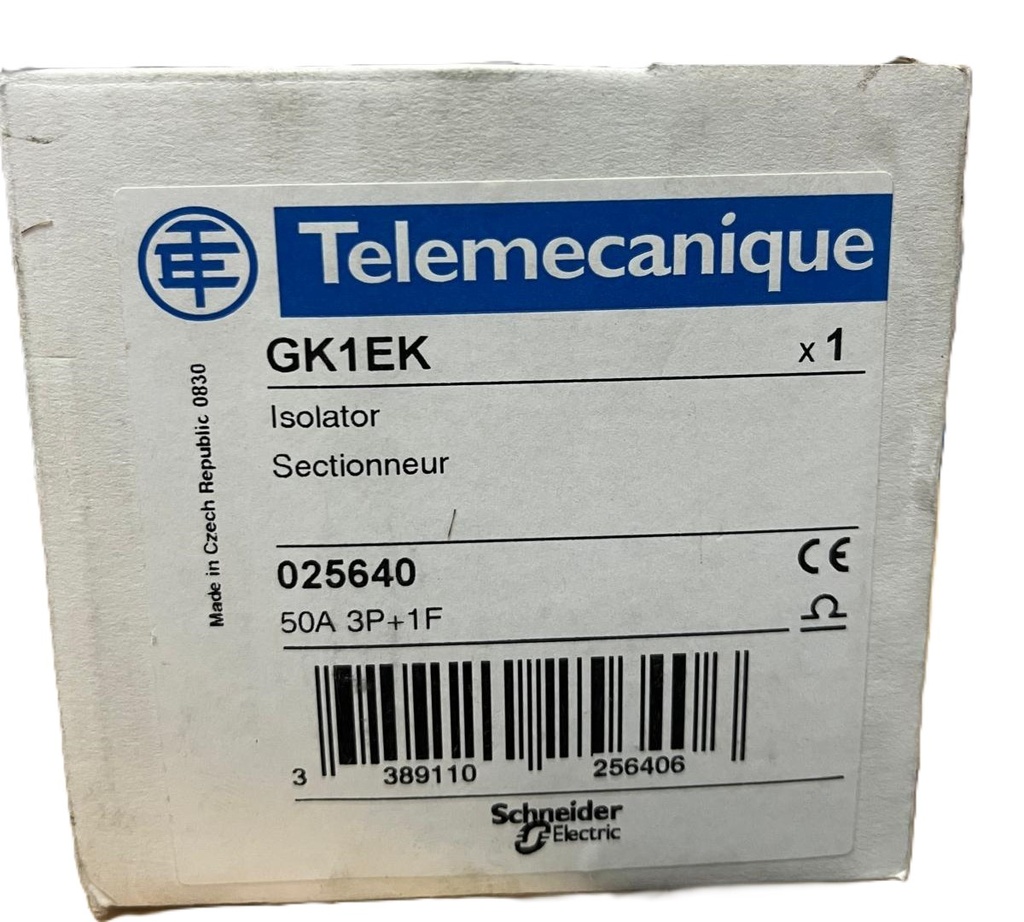 Telemecanique
GK1EK x 1
Isolator
Sectionneur
Made in Czech Republic 0830
025640
CE
50A 3P+1F
3 389110 256406
Schneider
Electric